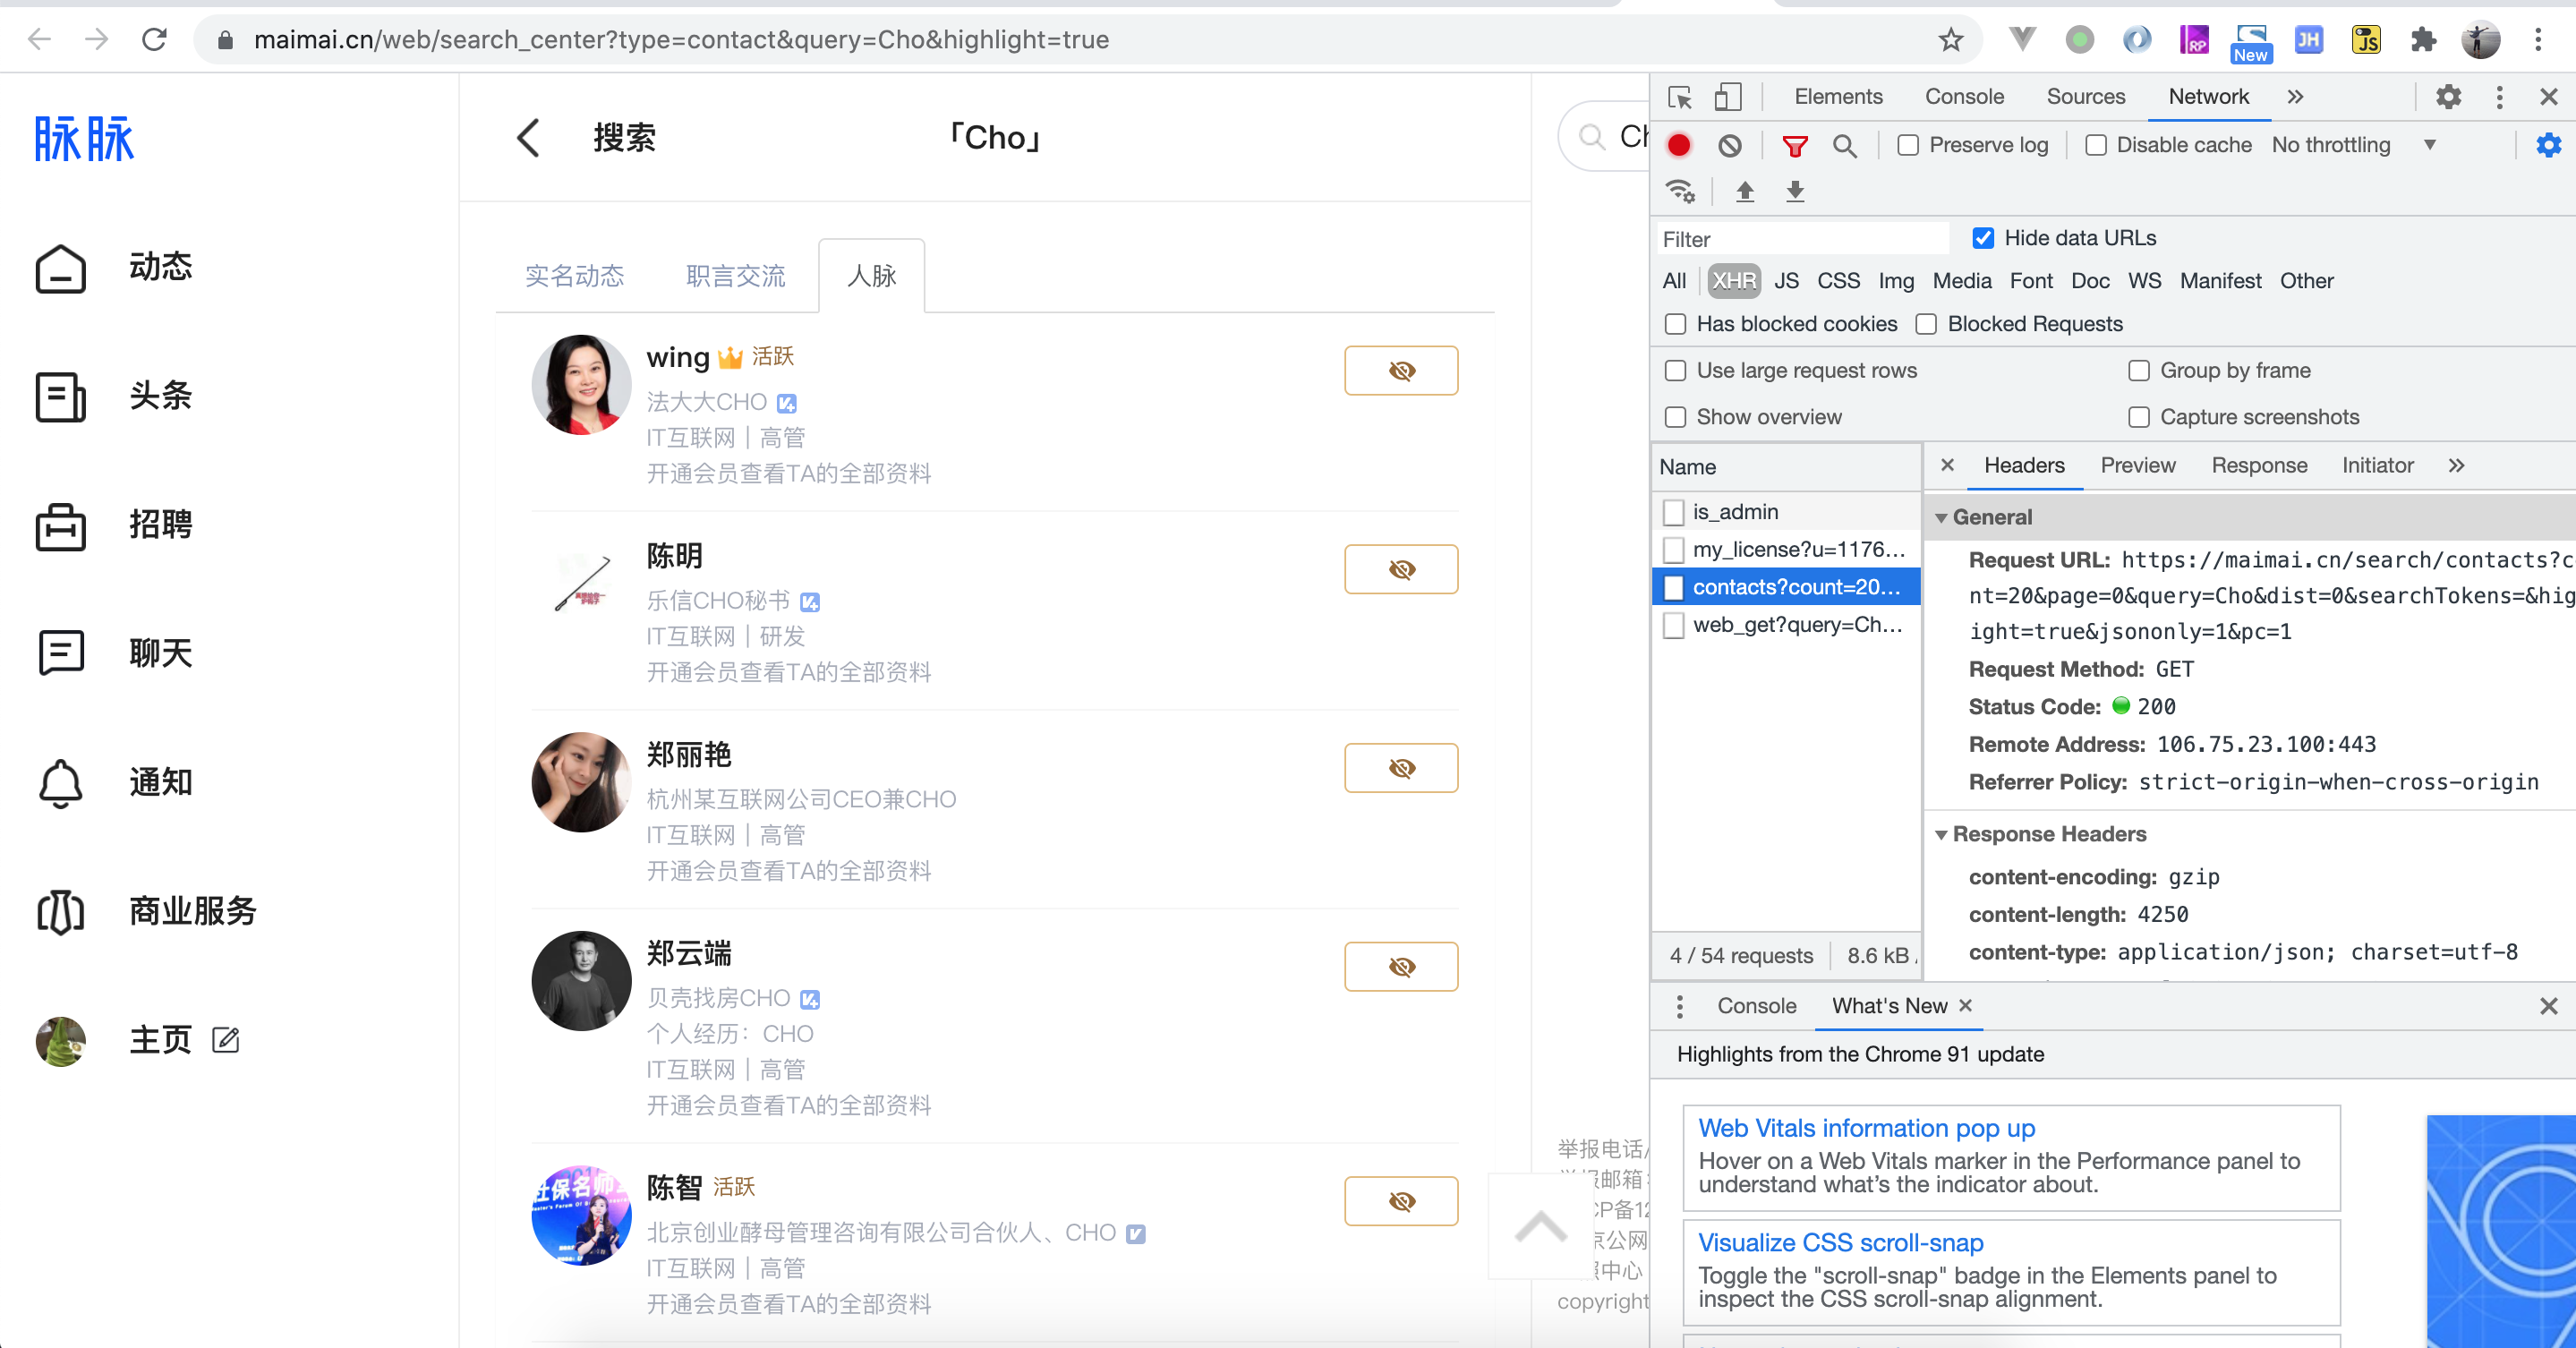 maimai.cn/web/search_center?type=contact&query=Cho&highlight=true
RP
New
JH
JS
脉脉
动态
头条
招聘
聊天
通知
商业服务
主页
搜索
「Cho」
实名动态
职言交流
人脉
wing 活跃
法大大CHO V+
IT互联网｜高管
开通会员查看TA的全部资料
陈明
乐信CHO秘书 V+
IT互联网｜研发
开通会员查看TA的全部资料
郑丽艳
杭州某互联网公司CEO兼CHO
IT互联网｜高管
开通会员查看TA的全部资料
郑云端
贝壳找房CHO V+
个人经历：CHO
IT互联网｜高管
开通会员查看TA的全部资料
陈智 活跃
北京创业酵母管理咨询有限公司合伙人、CHO V
IT互联网｜高管
开通会员查看TA的全部资料
举报电话/
copyright
Elements Console Sources Network »
Preserve log Disable cache No throttling
Filter Hide data URLs
All XHR JS CSS Img Media Font Doc WS Manifest Other
Has blocked cookies Blocked Requests
Use large request rows Group by frame
Show overview Capture screenshots
Name
is_admin
my_license?u=1176...
contacts?count=20...
web_get?query=Ch...
4 / 54 requests 8.6 kB
Headers Preview Response Initiator »
General
Request URL: https://maimai.cn/search/contacts?c
nt=20&page=0&query=Cho&dist=0&searchTokens=&hig
ight=true&jsononly=1&pc=1
Request Method: GET
Status Code: 200
Remote Address: 106.75.23.100:443
Referrer Policy: strict-origin-when-cross-origin
Response Headers
content-encoding: gzip
content-length: 4250
content-type: application/json; charset=utf-8
Console What's New
Highlights from the Chrome 91 update
Web Vitals information pop up
Hover on a Web Vitals marker in the Performance panel to
understand what's the indicator about.
Visualize CSS scroll-snap
Toggle the "scroll-snap" badge in the Elements panel to
inspect the CSS scroll-snap alignment.